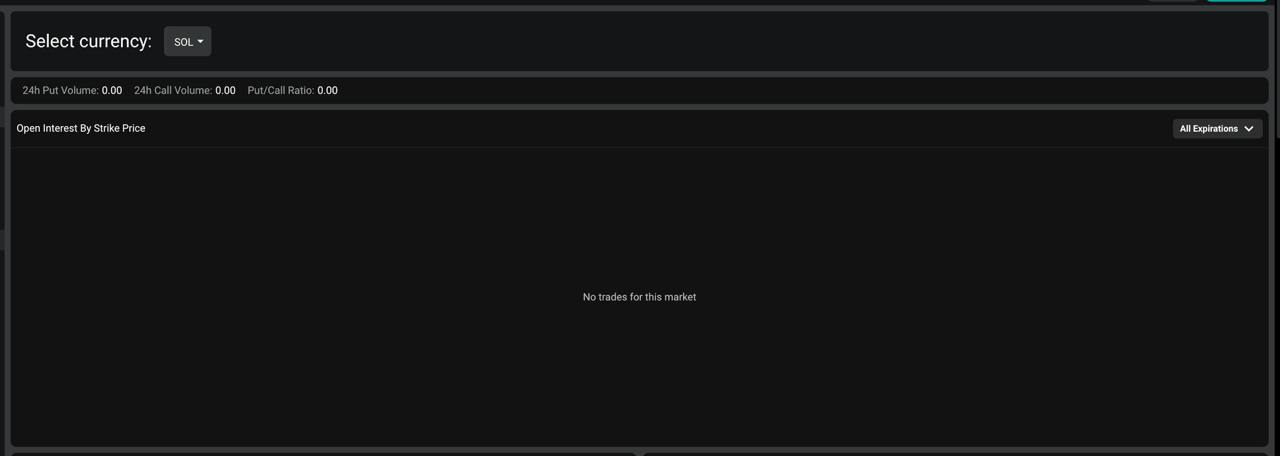 Select currency: SOL
24h Put Volume: 0.00 24h Call Volume: 0.00 Put/Call Ratio: 0.00
Open Interest By Strike Price All Expirations
No trades for this market